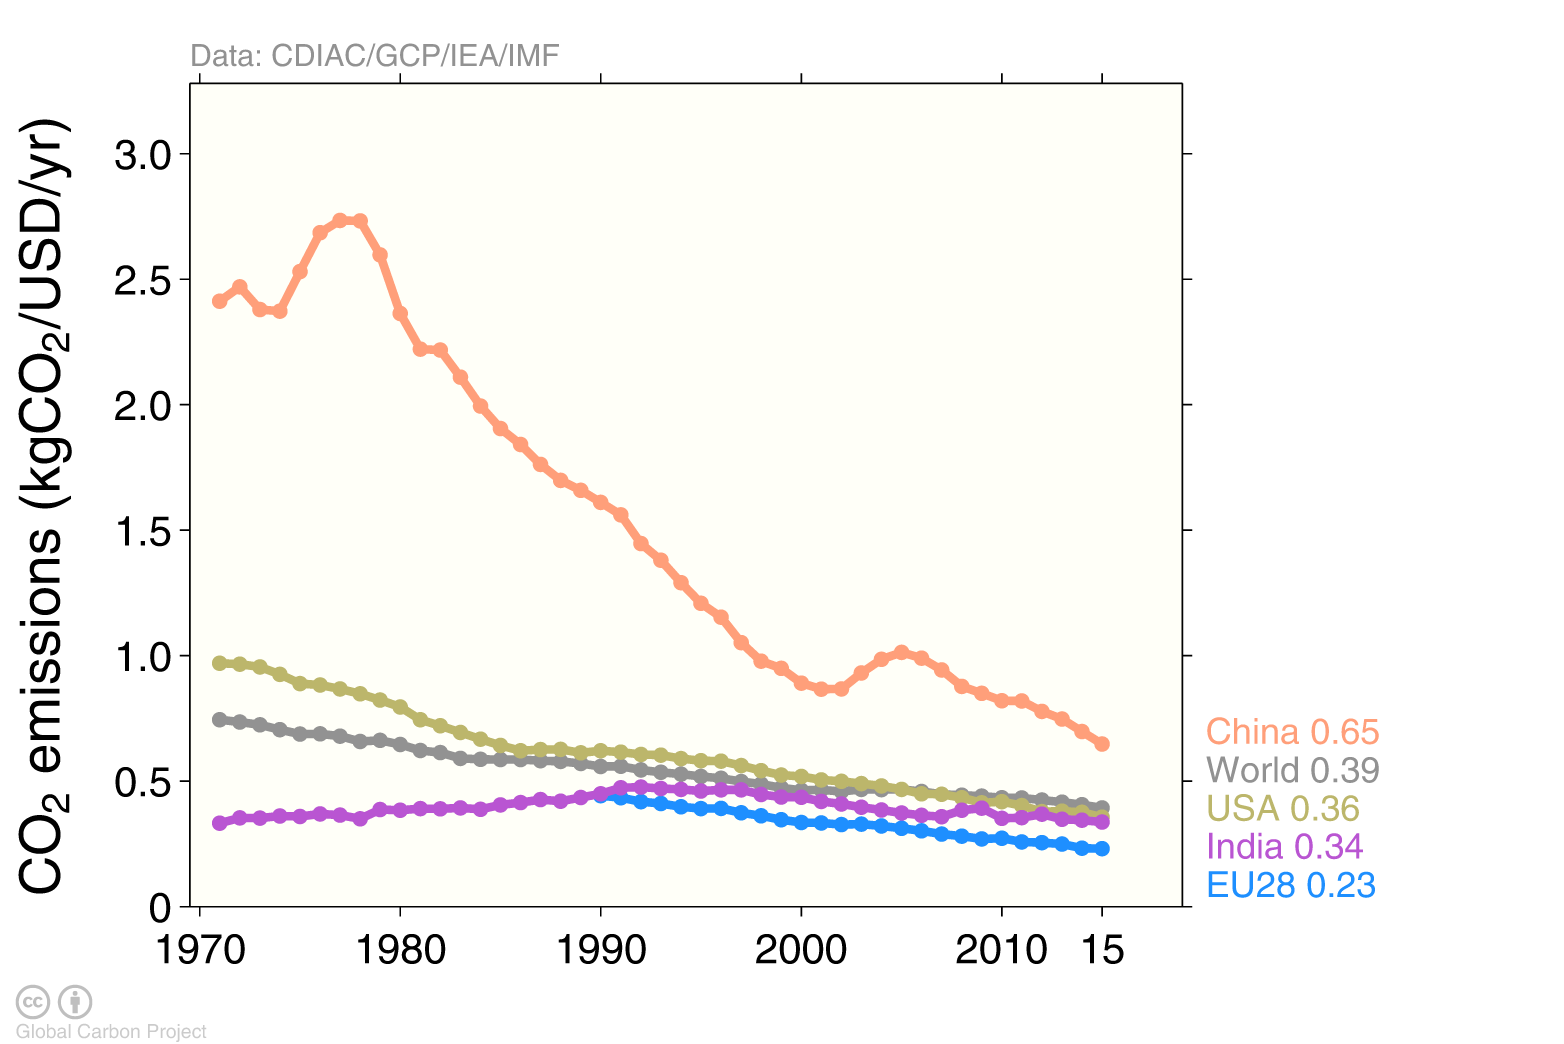 Data: CDIAC/GCP/IEA/IMF
CO₂ emissions (kgCO₂/USD/yr)
3.0
2.5
2.0
1.5
1.0
0.5
0
1970 1980 1990 2000 2010 15
China 0.65
World 0.39
USA 0.36
India 0.34
EU28 0.23
cc
Global Carbon Project